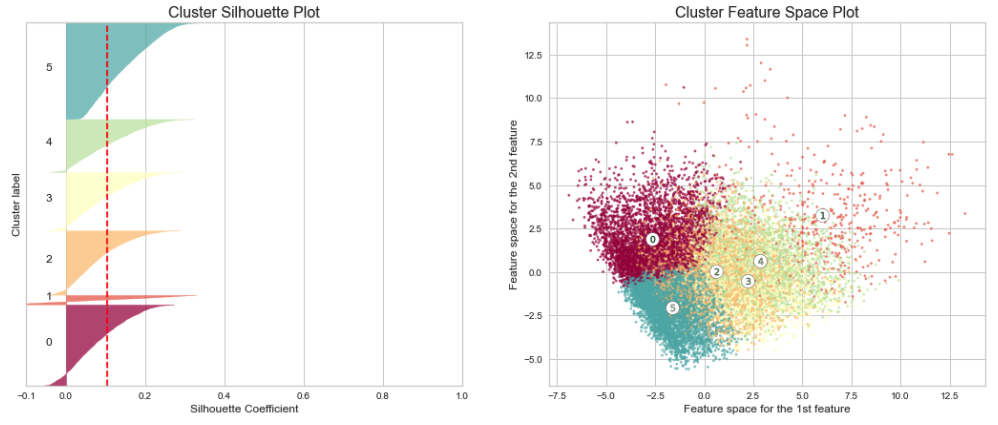 Cluster Silhouette Plot
Cluster label
5
4
3
2
1
0
−0.1 0.0 0.2 0.4 0.6 0.8 1.0
Silhouette Coefficient
Cluster Feature Space Plot
Feature space for the 2nd feature
12.5
10.0
7.5
5.0
2.5
0.0
−2.5
−5.0
1
0
4
2
3
5
−7.5 −5.0 −2.5 0.0 2.5 5.0 7.5 10.0 12.5
Feature space for the 1st feature